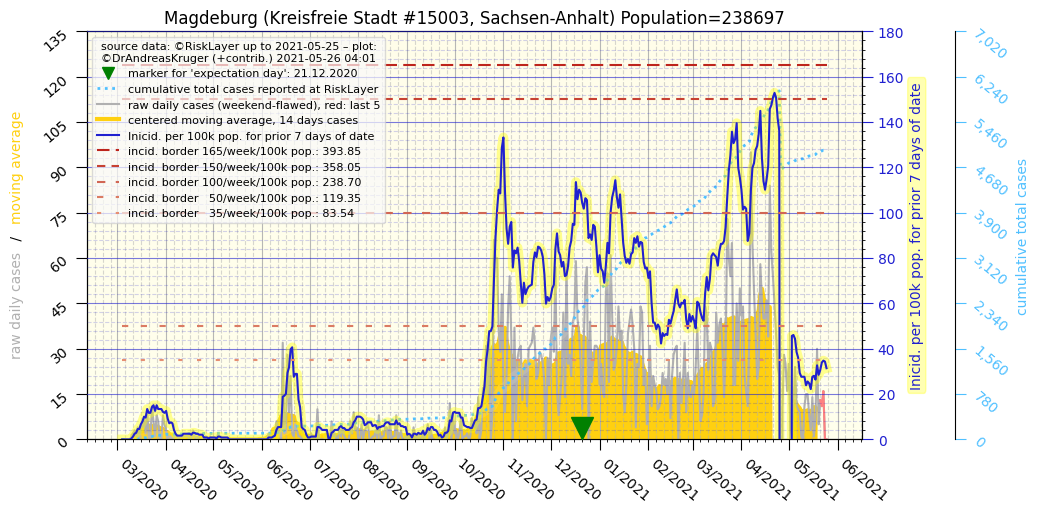 Magdeburg (Kreisfreie Stadt #15003, Sachsen-Anhalt) Population=238697
source data: ©RiskLayer up to 2021-05-25 – plot:
©DrAndreasKruger (+contrib.) 2021-05-26 04:01
marker for 'expectation day': 21.12.2020
cumulative total cases reported at RiskLayer
raw daily cases (weekend-flawed), red: last 5
centered moving average, 14 days cases
Inicid. per 100k pop. for prior 7 days of date
incid. border 165/week/100k pop.: 393.85
incid. border 150/week/100k pop.: 358.05
incid. border 100/week/100k pop.: 238.70
incid. border 50/week/100k pop.: 119.35
incid. border 35/week/100k pop.: 83.54
raw daily cases / moving average
135
120
105
90
75
60
45
30
15
0
180
160
140
120
100
80
60
40
20
0
Inicid. per 100k pop. for prior 7 days of date
7,020
6,240
5,460
4,680
3,900
3,120
2,340
1,560
780
0
cumulative total cases
03/2020
04/2020
05/2020
06/2020
07/2020
08/2020
09/2020
10/2020
11/2020
12/2020
01/2021
02/2021
03/2021
04/2021
05/2021
06/2021